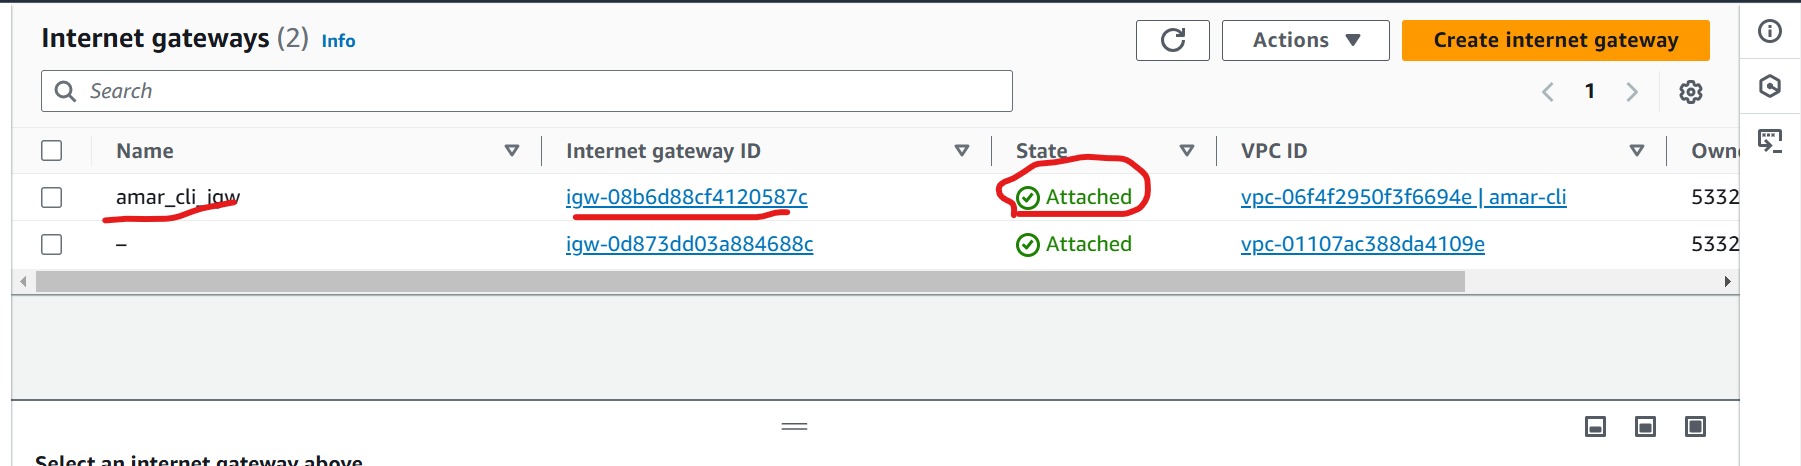 Internet gateways (2) Info
Actions
Create internet gateway
Search
1
Name
Internet gateway ID
State
VPC ID
Own
amar_cli_igw
igw-08b6d88cf4120587c
Attached
vpc-06f4f2950f3f6694e | amar-cli
5332
–
igw-0d873dd03a884688c
Attached
vpc-01107ac388da4109e
5332
Select an internet gateway above